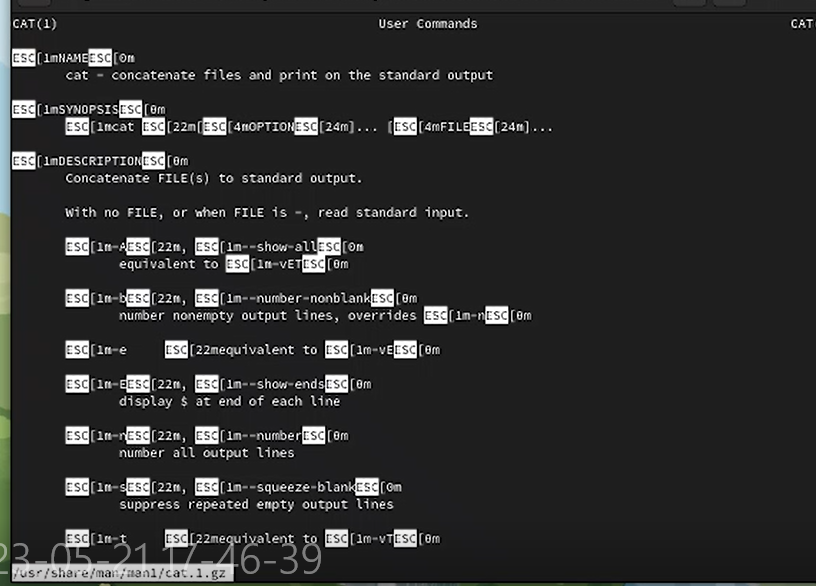 CAT(1) User Commands CAT
ESC[1mNAMEESC[0m
cat - concatenate files and print on the standard output
ESC[1mSYNOPSISESC[0m
ESC[1mcat ESC[22m[ESC[4mOPTIONESC[24m]... [ESC[4mFILEESC[24m]...
ESC[1mDESCRIPTIONESC[0m
Concatenate FILE(s) to standard output.
With no FILE, or when FILE is -, read standard input.
ESC[1m-AESC[22m, ESC[1m--show-allESC[0m
equivalent to ESC[1m-vETESC[0m
ESC[1m-bESC[22m, ESC[1m--number-nonblankESC[0m
number nonempty output lines, overrides ESC[1m-nESC[0m
ESC[1m-e ESC[22mequivalent to ESC[1m-vEESC[0m
ESC[1m-EESC[22m, ESC[1m--show-endsESC[0m
display $ at end of each line
ESC[1m-nESC[22m, ESC[1m--numberESC[0m
number all output lines
ESC[1m-sESC[22m, ESC[1m--squeeze-blankESC[0m
suppress repeated empty output lines
ESC[1m-t ESC[22mequivalent to ESC[1m-vTESC[0m
23-05-21 17-46-39
/usr/share/man/man1/cat.1.gz